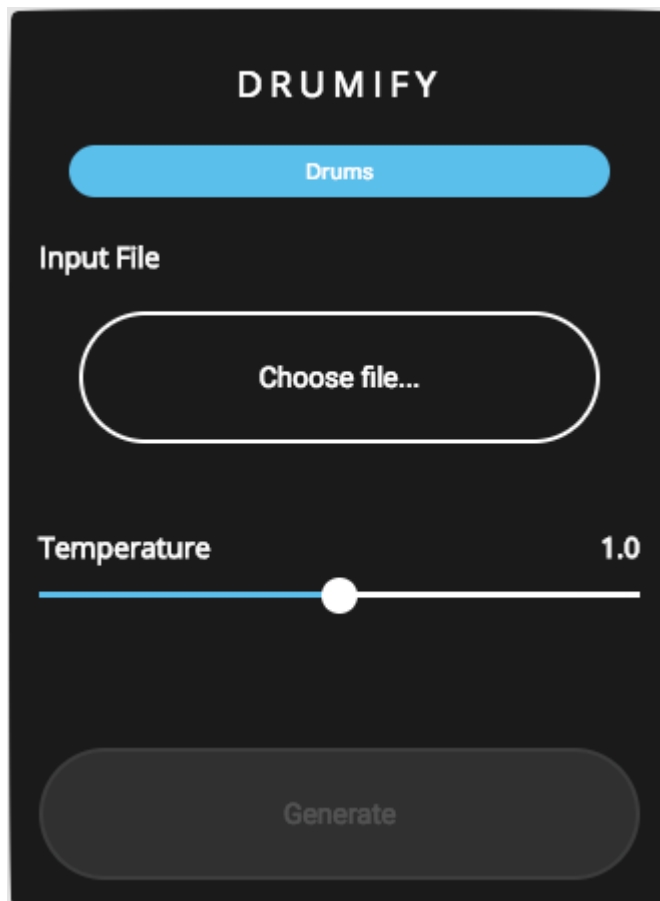 DRUMIFY
Drums
Input File
Choose file...
Temperature 1.0
Generate